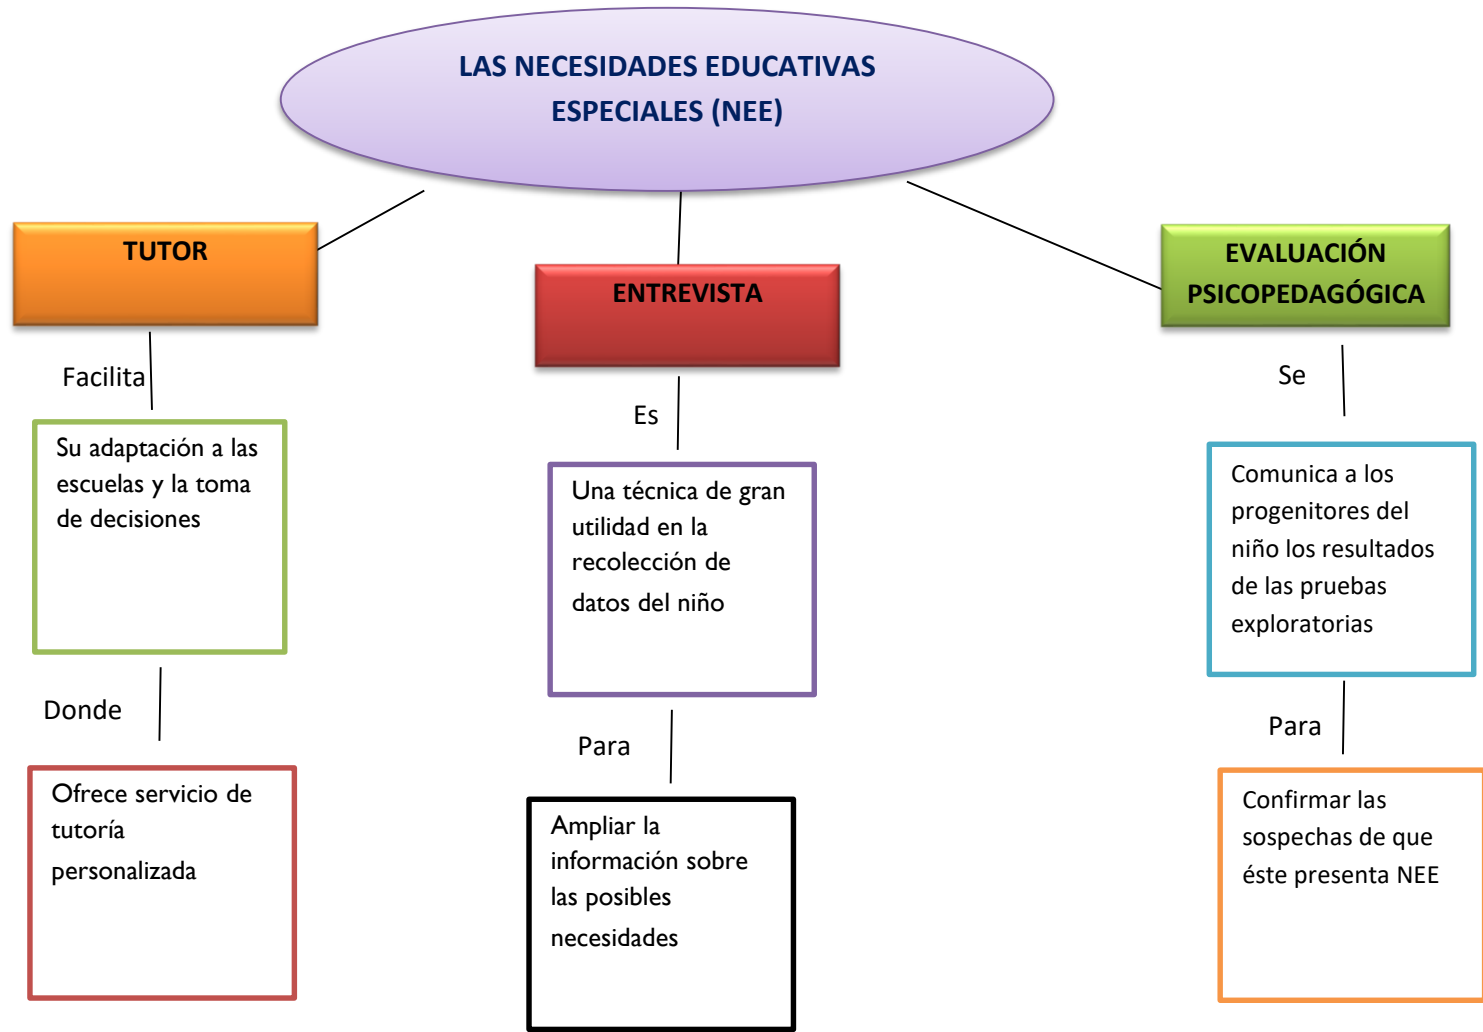 LAS NECESIDADES EDUCATIVAS
ESPECIALES (NEE)
TUTOR
Facilita
Su adaptación a las
escuelas y la toma
de decisiones
Donde
Ofrece servicio de
tutoría
personalizada
ENTREVISTA
Es
Una técnica de gran
utilidad en la
recolección de
datos del niño
Para
Ampliar la
información sobre
las posibles
necesidades
EVALUACIÓN
PSICOPEDAGÓGICA
Se
Comunica a los
progenitores del
niño los resultados
de las pruebas
exploratorias
Para
Confirmar las
sospechas de que
éste presenta NEE